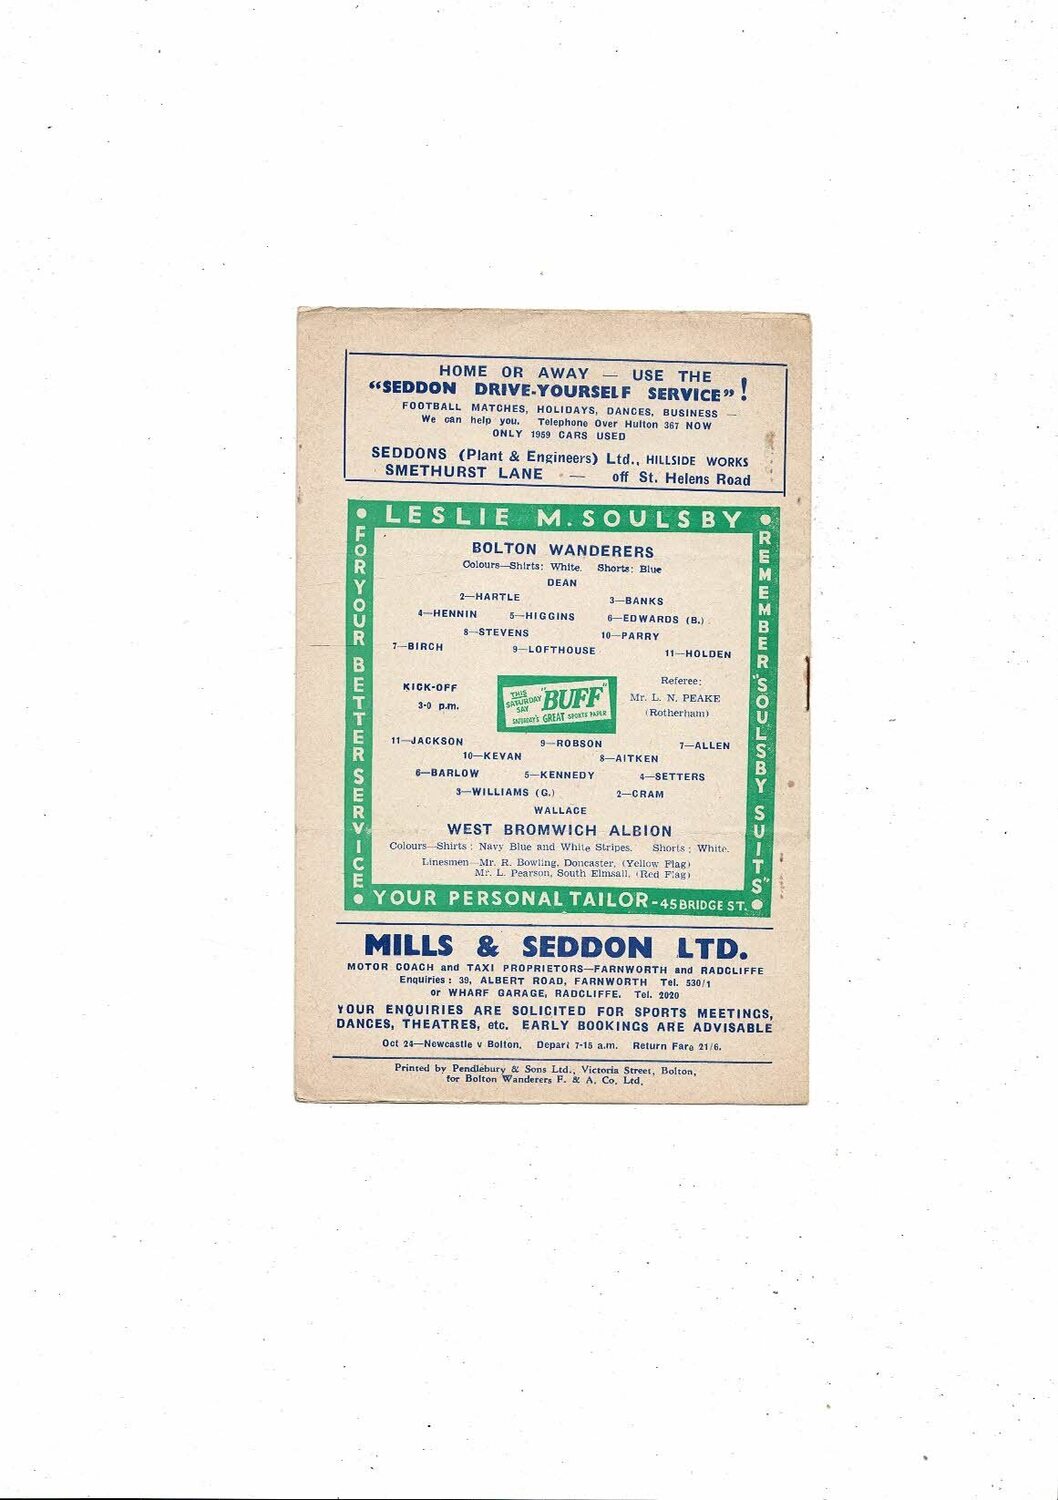 HOME OR AWAY — USE THE
"SEDDON DRIVE-YOURSELF SERVICE"!
FOOTBALL MATCHES, HOLIDAYS, DANCES, BUSINESS —
We can help you. Telephone Over Hulton 367 NOW
ONLY 1959 CARS USED
SEDDONS (Plant & Engineers) Ltd., HILLSIDE WORKS
SMETHURST LANE — off St. Helens Road
• LESLIE M. SOULSBY •
FOR YOUR BETTER SERVICE
REMEMBER "SOULSBY SUITS"
BOLTON WANDERERS
Colours—Shirts: White. Shorts: Blue
DEAN
2—HARTLE 3—BANKS
4—HENNIN 5—HIGGINS 6—EDWARDS (B.)
8—STEVENS 10—PARRY
7—BIRCH 9—LOFTHOUSE 11—HOLDEN
KICK-OFF
3-0 p.m.
THIS
SATURDAY
SAY
"BUFF"
SATURDAY'S GREAT SPORTS PAPER
Referee:
Mr. L. N. PEAKE
(Rotherham)
11—JACKSON 9—ROBSON 7—ALLEN
10—KEVAN 8—AITKEN
6—BARLOW 5—KENNEDY 4—SETTERS
3—WILLIAMS (G.) 2—CRAM
WALLACE
WEST BROMWICH ALBION
Colours—Shirts: Navy Blue and White Stripes. Shorts; White.
Linesmen—Mr. R. Bowling, Doncaster, (Yellow Flag)
Mr. L. Pearson, South Elmsall, (Red Flag)
• YOUR PERSONAL TAILOR - 45 BRIDGE ST. •
MILLS & SEDDON LTD.
MOTOR COACH and TAXI PROPRIETORS—FARNWORTH and RADCLIFFE
Enquiries: 39, ALBERT ROAD, FARNWORTH Tel. 530/1
or WHARF GARAGE, RADCLIFFE. Tel. 2020
YOUR ENQUIRIES ARE SOLICITED FOR SPORTS MEETINGS,
DANCES, THEATRES, etc. EARLY BOOKINGS ARE ADVISABLE
Oct 24—Newcastle v Bolton. Depart 7-15 a.m. Return Fare 21/6.
Printed by Pendlebury & Sons Ltd., Victoria Street, Bolton,
for Bolton Wanderers F. & A. Co. Ltd.